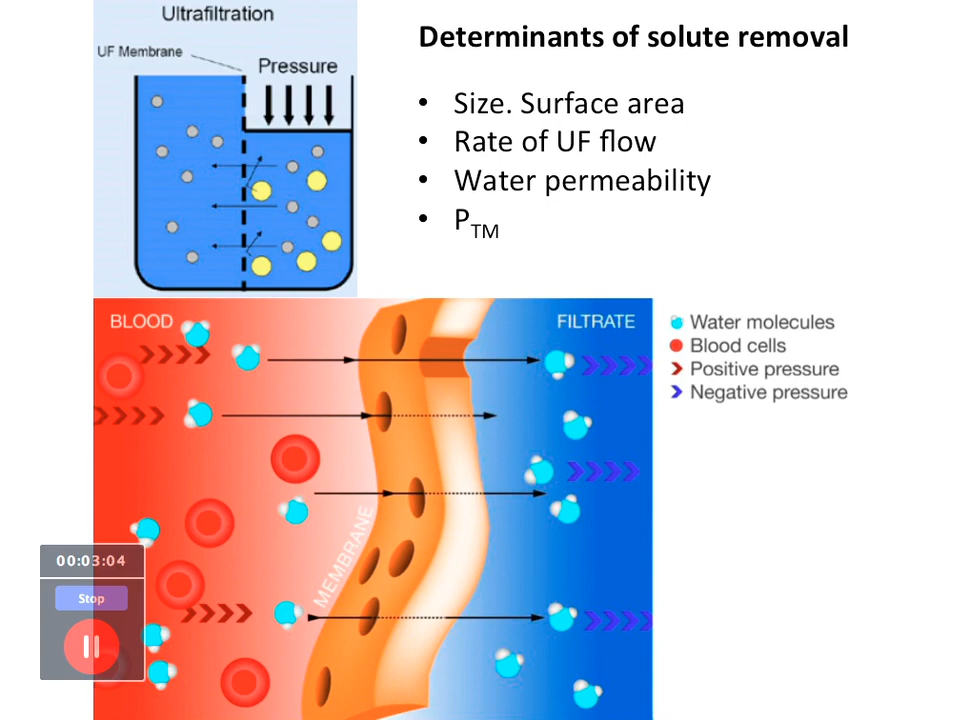 Ultrafiltration
UF Membrane
Pressure
Determinants of solute removal
• Size. Surface area
• Rate of UF flow
• Water permeability
• PTM
BLOOD
FILTRATE
MEMBRANE
Water molecules
Blood cells
Positive pressure
Negative pressure
00:03:04
Stop